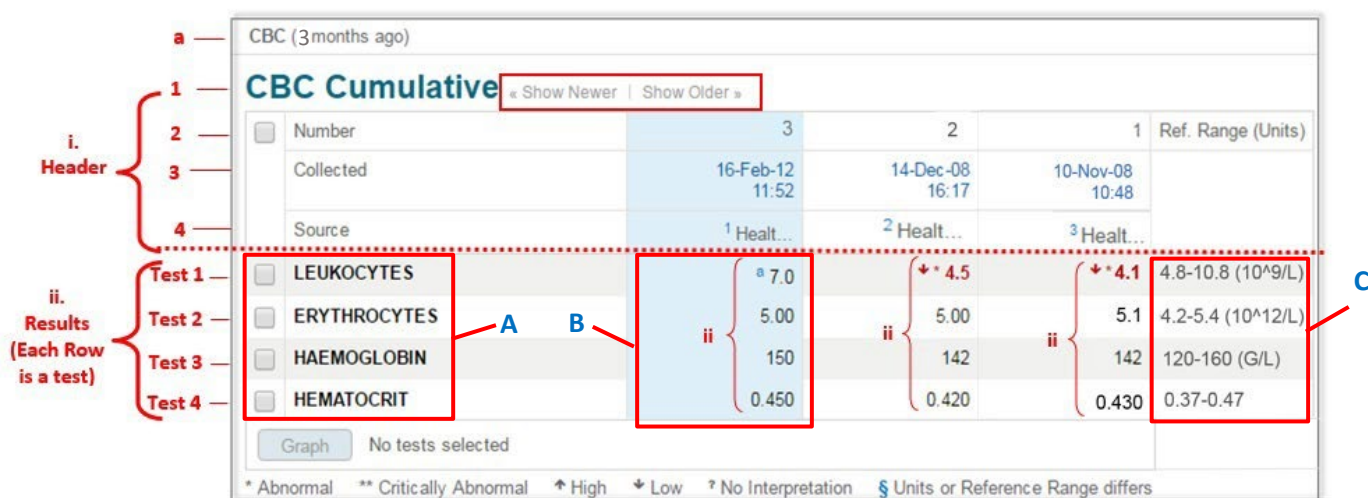 a CBC (3months ago)
1 CBC Cumulative « Show Newer | Show Older »
i.
Header
2 Number 3 2 1 Ref. Range (Units)
3 Collected 16-Feb-12 14-Dec-08 10-Nov-08
11:52 16:17 10:48
4 Source 1 Healt... 2 Healt... 3 Healt...
ii.
Results
(Each Row
is a test)
Test 1 LEUKOCYTES a 7.0 * 4.5 * 4.1 4.8-10.8 (10^9/L)
Test 2 ERYTHROCYTES 5.00 5.00 5.1 4.2-5.4 (10^12/L)
Test 3 HAEMOGLOBIN 150 142 142 120-160 (G/L)
Test 4 HEMATOCRIT 0.450 0.420 0.430 0.37-0.47
A B ii ii ii C
Graph No tests selected
* Abnormal ** Critically Abnormal ↑ High ↓ Low ? No Interpretation § Units or Reference Range differs